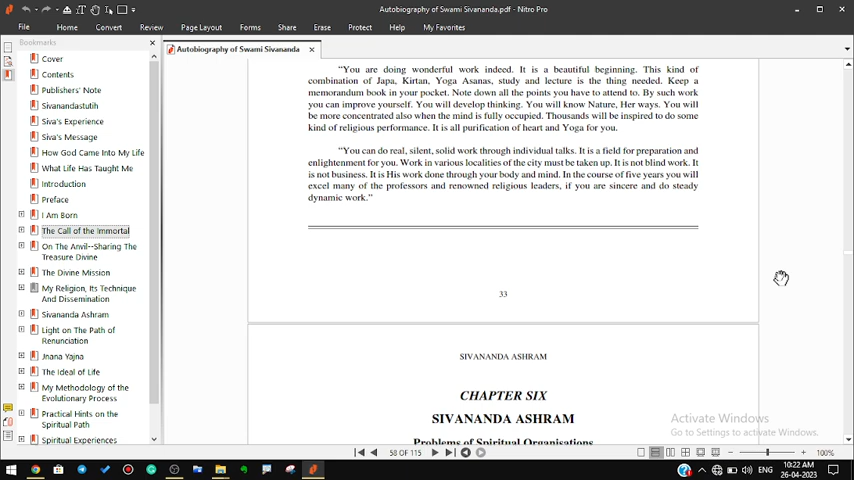 Autobiography of Swami Sivananda.pdf - Nitro Pro
File Home Convert Review Page Layout Forms Share Erase Protect Help My Favorites
Bookmarks
Autobiography of Swami Sivananda
Cover
Contents
Publishers' Note
Sivanandastutih
Siva's Experience
Siva's Message
How God Came Into My Life
What Life Has Taught Me
Introduction
Preface
I Am Born
The Call of the Immortal
On The Anvil--Sharing The
Treasure Divine
The Divine Mission
My Religion, Its Technique
And Dissemination
Sivananda Ashram
Light on The Path of
Renunciation
Jnana Yajna
The Ideal of Life
My Methodology of the
Evolutionary Process
Practical Hints on the
Spiritual Path
Spiritual Experiences
“You are doing wonderful work indeed. It is a beautiful beginning. This kind of
combination of Japa, Kirtan, Yoga Asanas, study and lecture is the thing needed. Keep a
memorandum book in your pocket. Note down all the points you have to attend to. By such work
you can improve yourself. You will develop thinking. You will know Nature, Her ways. You will
be more concentrated also when the mind is fully occupied. Thousands will be inspired to do some
kind of religious performance. It is all purification of heart and Yoga for you.
“You can do real, silent, solid work through individual talks. It is a field for preparation and
enlightenment for you. Work in various localities of the city must be taken up. It is not blind work. It
is not business. It is His work done through your body and mind. In the course of five years you will
excel many of the professors and renowned religious leaders, if you are sincere and do steady
dynamic work.”
33
SIVANANDA ASHRAM
CHAPTER SIX
SIVANANDA ASHRAM
Problems of Spiritual Organisations
Activate Windows
Go to Settings to activate Windows.
58 OF 115
100%
ENG
10:22 AM
26-04-2023